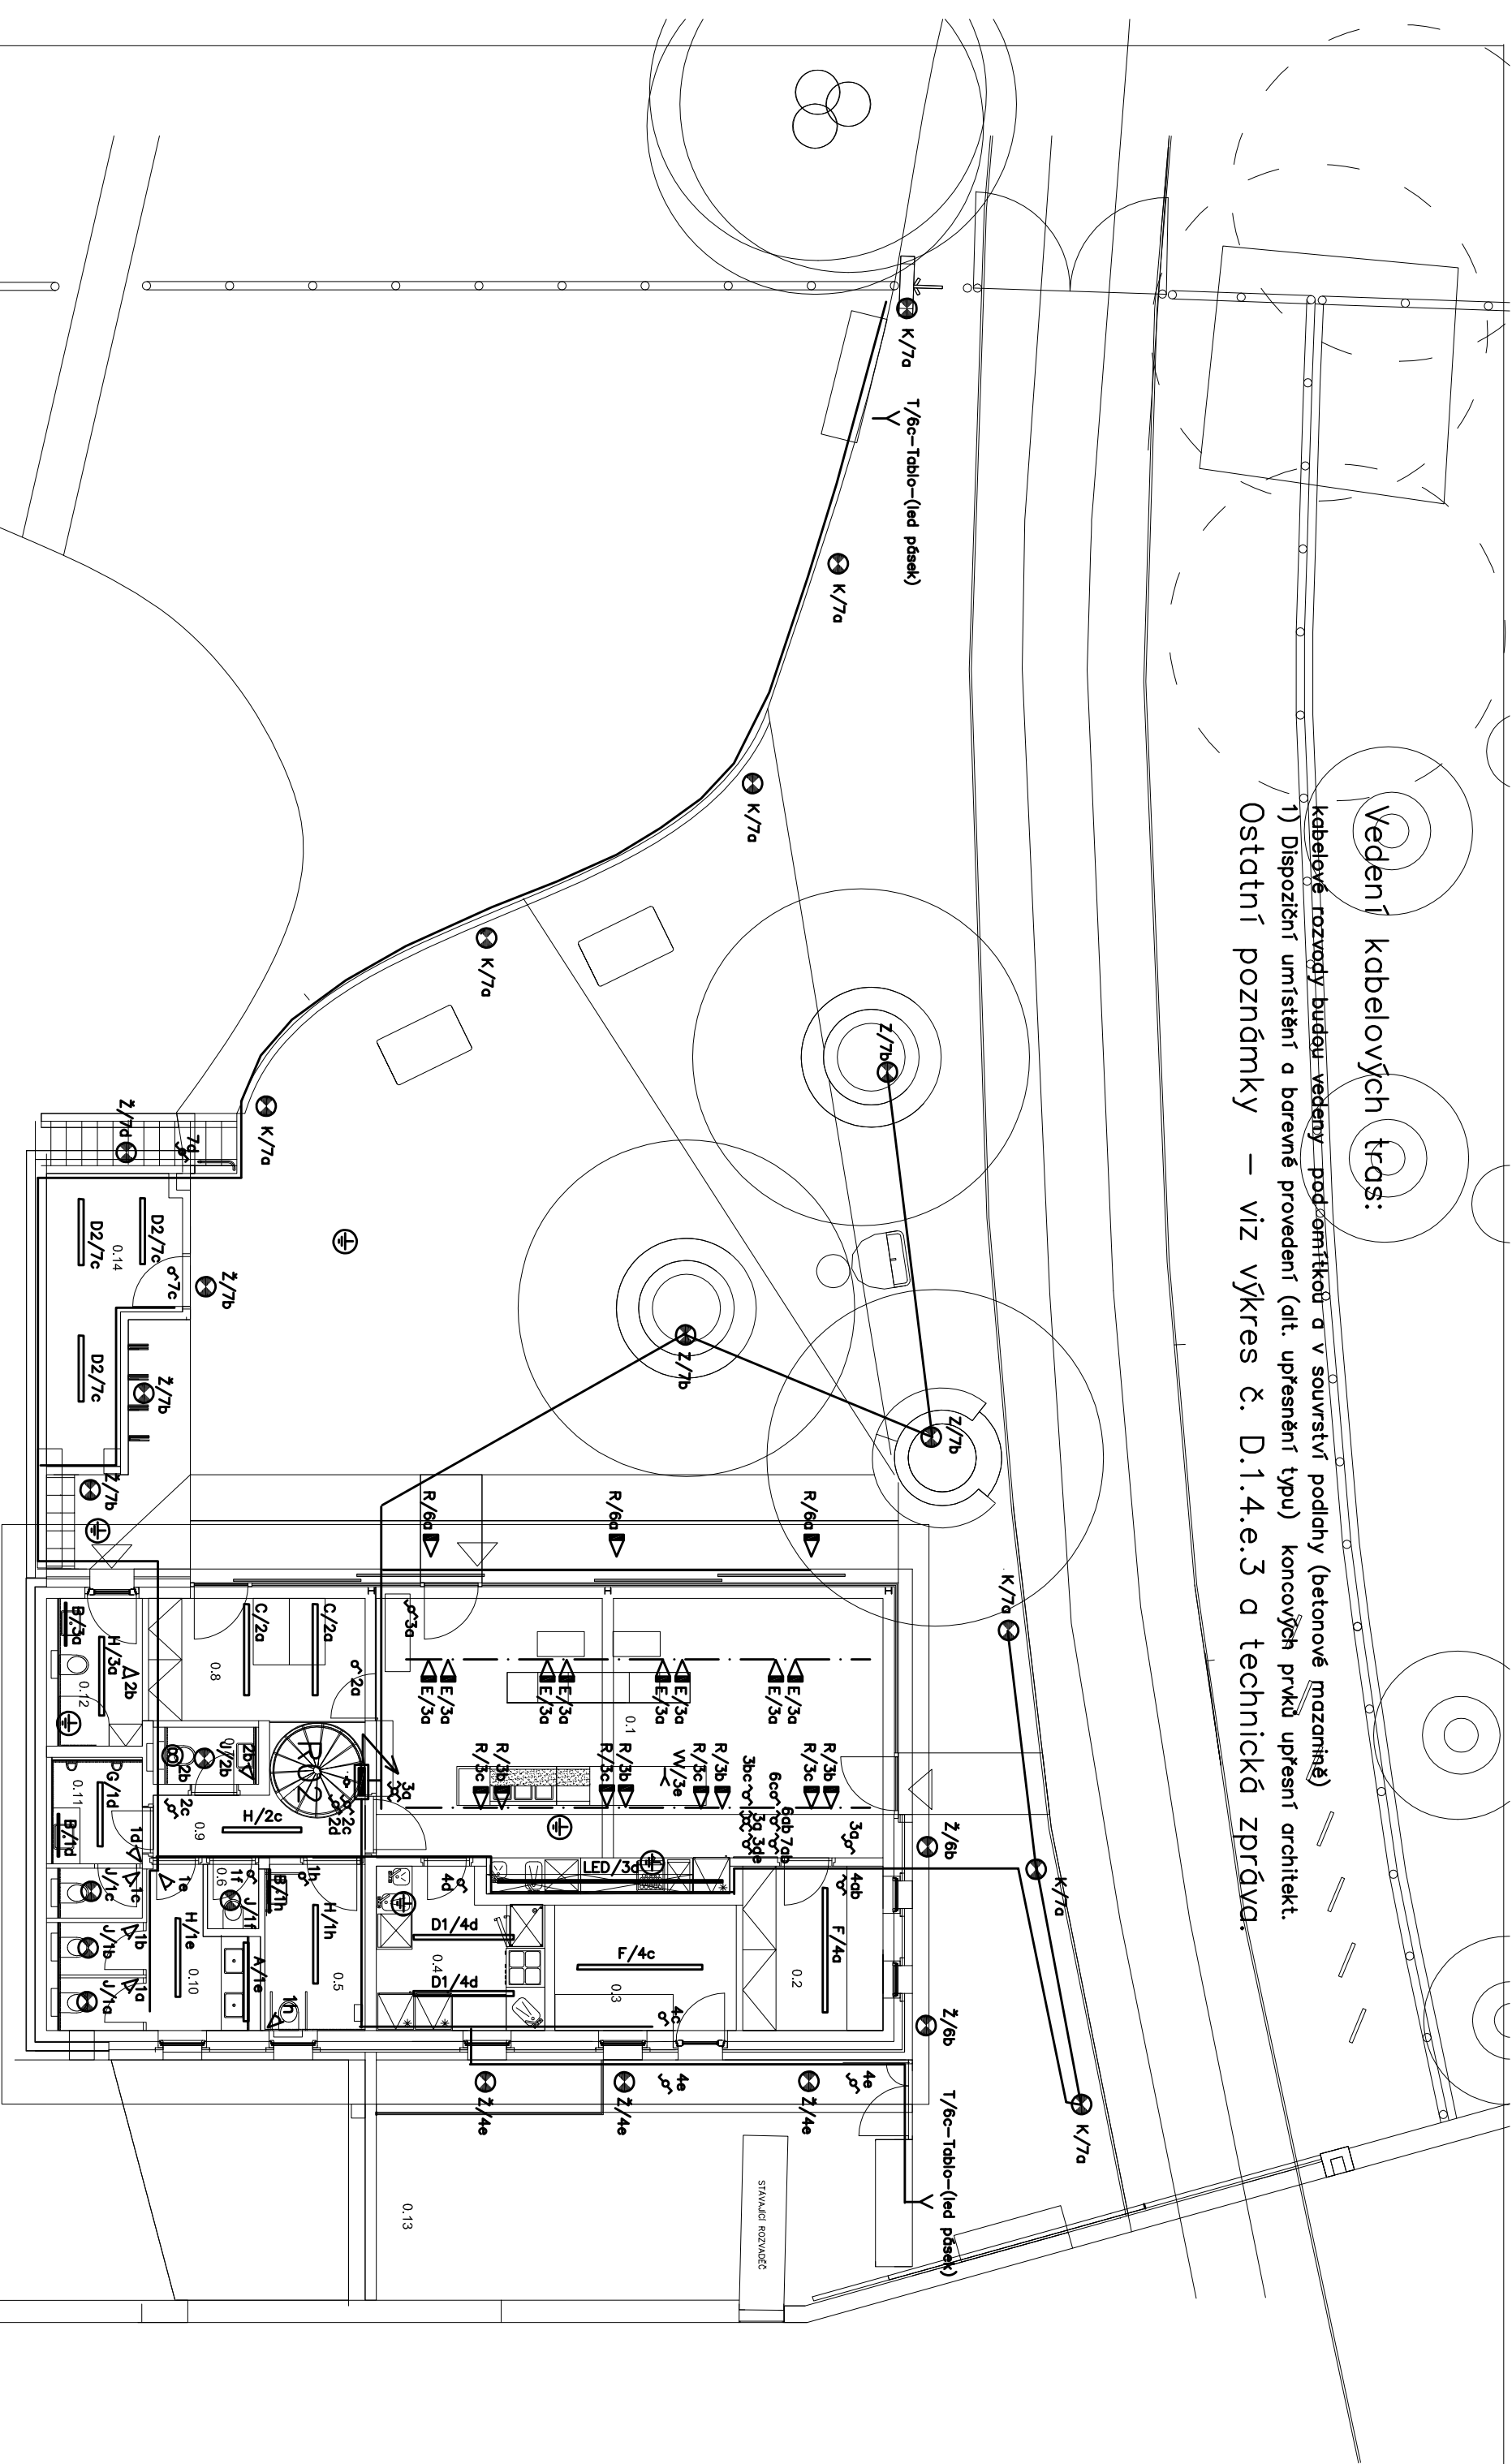 Vedení kabelových tras:
kabelové rozvody budou vedeny pod omítkou a v souvrství podlahy (betonové mazanině)
1) Dispoziční umístění a barevné provedení (alt. upřesnění typu) koncových prvků upřesní architekt.
Ostatní poznámky – viz výkres č. D.1.4.e.3 a technická zpráva.
K/7a
T/6c–Tablo–(led pásek)
K/7a
K/7a
K/7a
K/7a
Ž/7b
Ž/7b
Ž/7b
K/7a
K/7a
K/7a
Ž/7d
7d
D2/7c
D2/7c
0.14
7c
Ž/7b
D2/7c
Ž/7b
Ž/7b
R/6a
R/6a
R/6a
Ž/6b
Ž/6b
T/6c–Tablo–(led pásek)
3a
E/3a
E/3a
E/3a
E/3a
E/3a
E/3a
E/3a
E/3a
0.1
R/3c
R/3b
R/3c
R/3b
W/3e
R/3c
R/3b
R/3c
R/3b
3bc
6c
6ab
7ab
3a
3de
3a
3a
LED/3d
C/2a
C/2a
0.8
2a
B/3a
H/3a
2b
0.12
J/2b
2b
2b
2c
RU2
2c
2d
H/2c
0.9
G/1d
0.11
B/1d
1d
1c
J/1c
1b
J/1b
1a
J/1a
1e
H/1e
0.10
A/1e
0.6
1f
J/1f
B/1h
1h
H/1h
0.5
1h
4d
D1/4d
0.4
D1/4d
F/4c
0.3
4c
4ab
F/4a
0.2
Ž/4e
Ž/4e
4e
Ž/4e
4e
0.13
STÁVAJÍCÍ ROZVADĚČ